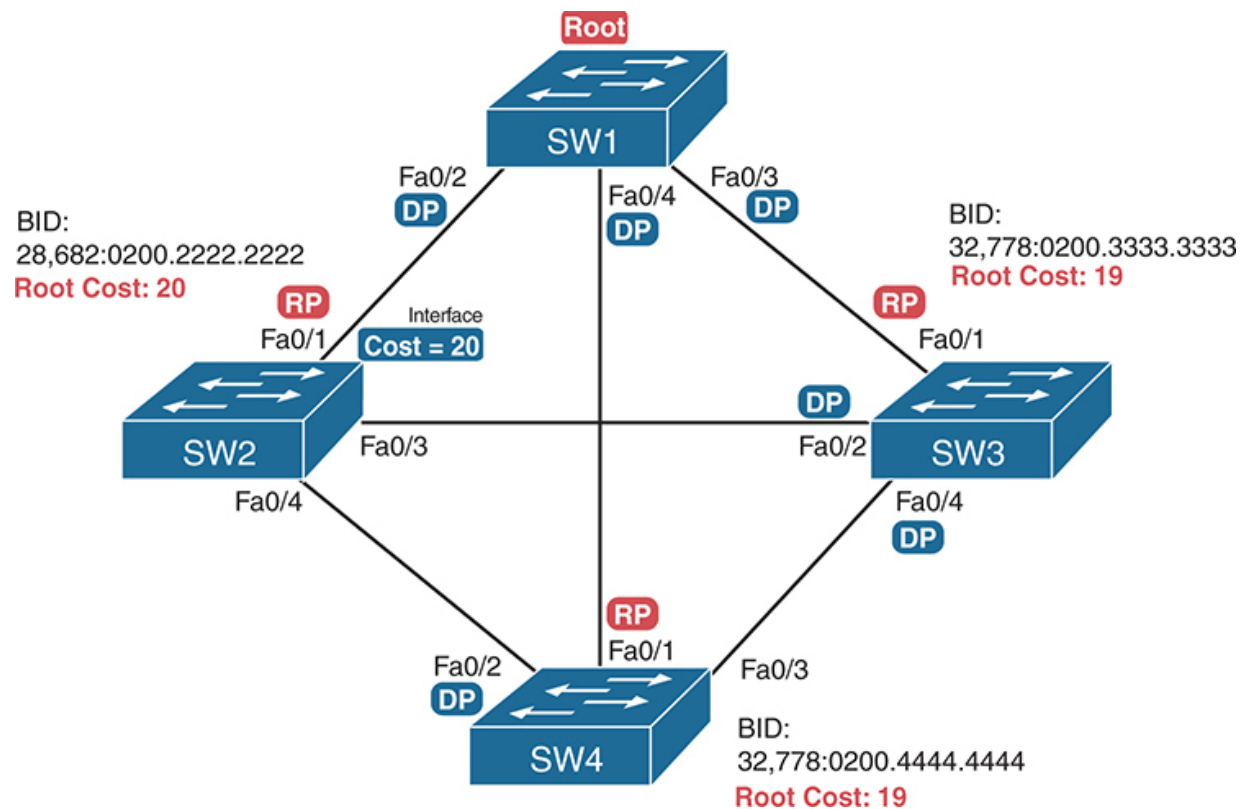 Root
SW1
Fa0/2
DP
Fa0/4
DP
Fa0/3
DP
BID:
28,682:0200.2222.2222
Root Cost: 20
BID:
32,778:0200.3333.3333
Root Cost: 19
RP
Fa0/1
Interface
Cost = 20
RP
Fa0/1
SW2
Fa0/3
Fa0/4
DP
Fa0/2
SW3
Fa0/4
DP
RP
Fa0/1
Fa0/2
DP
Fa0/3
SW4
BID:
32,778:0200.4444.4444
Root Cost: 19